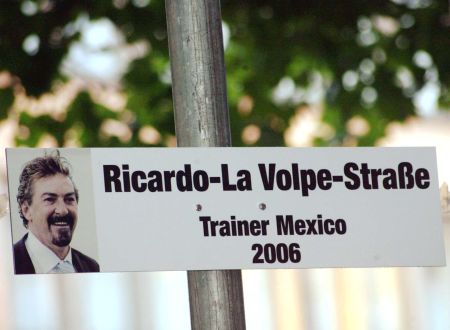 Ricardo-La Volpe-Straße
Trainer Mexico
2006